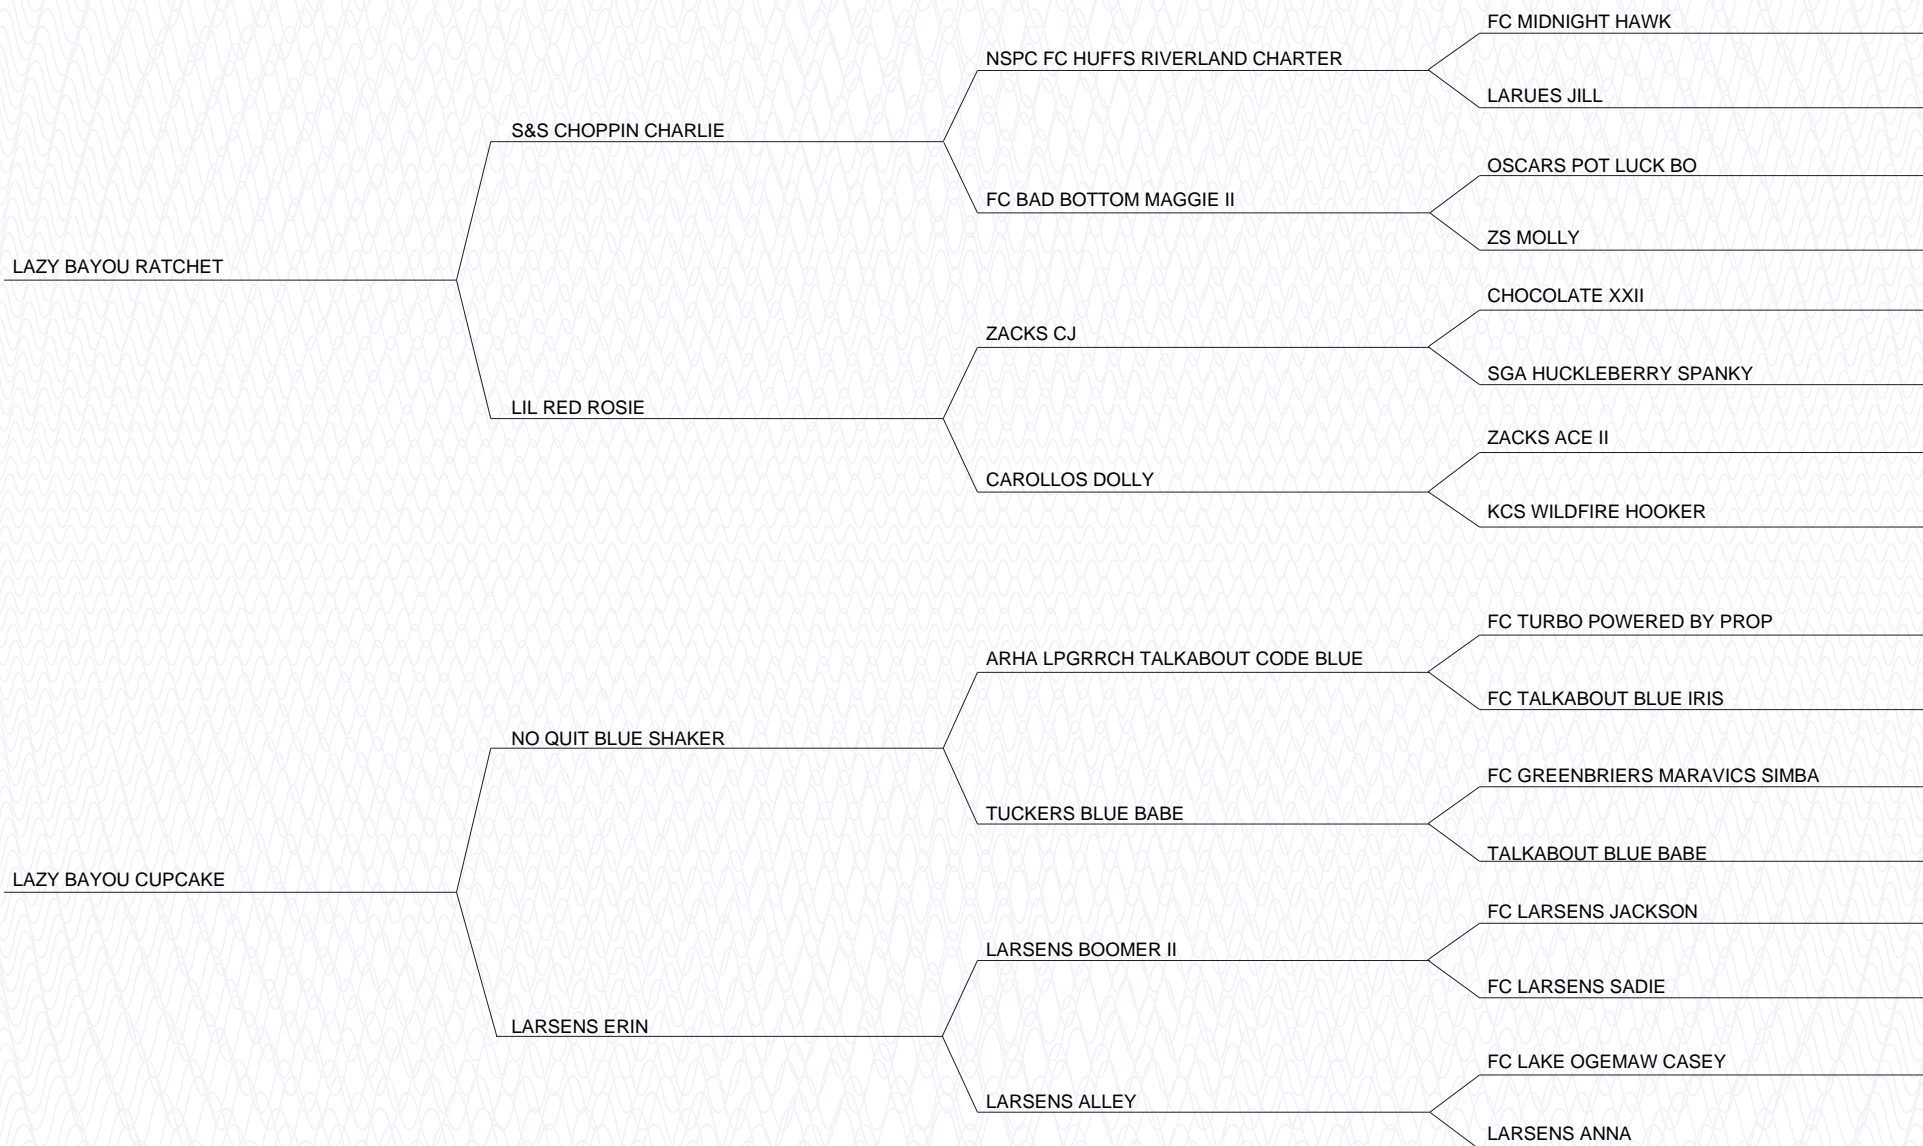 FC MIDNIGHT HAWK
NSPC FC HUFFS RIVERLAND CHARTER
LARUES JILL
S&S CHOPPIN CHARLIE
OSCARS POT LUCK BO
FC BAD BOTTOM MAGGIE II
ZS MOLLY
LAZY BAYOU RATCHET
CHOCOLATE XXII
ZACKS CJ
SGA HUCKLEBERRY SPANKY
LIL RED ROSIE
ZACKS ACE II
CAROLLOS DOLLY
KCS WILDFIRE HOOKER
FC TURBO POWERED BY PROP
ARHA LPGRRCH TALKABOUT CODE BLUE
FC TALKABOUT BLUE IRIS
NO QUIT BLUE SHAKER
FC GREENBRIERS MARAVICS SIMBA
TUCKERS BLUE BABE
TALKABOUT BLUE BABE
LAZY BAYOU CUPCAKE
FC LARSENS JACKSON
LARSENS BOOMER II
FC LARSENS SADIE
LARSENS ERIN
FC LAKE OGEMAW CASEY
LARSENS ALLEY
LARSENS ANNA